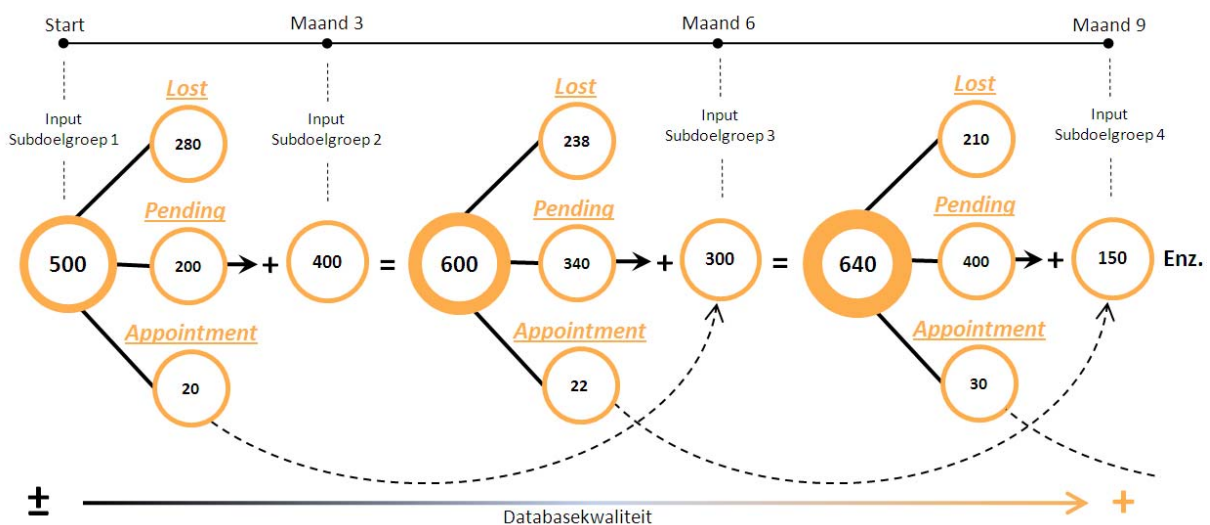 Start
Maand 3
Maand 6
Maand 9
Input
Subdoelgroep 1
Input
Subdoelgroep 2
Input
Subdoelgroep 3
Input
Subdoelgroep 4
Lost
280
Lost
238
Lost
210
Pending
Pending
Pending
500
200
+
400
=
600
340
+
300
=
640
400
+
150
Enz.
Appointment
20
Appointment
22
Appointment
30
±
Databasekwaliteit
+